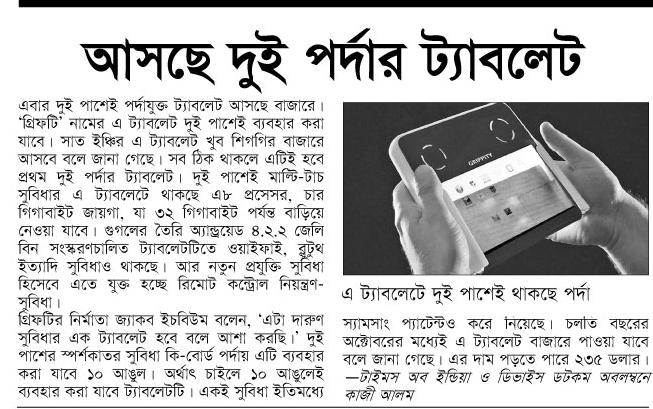 আসছে দুই পর্দার ট্যাবলেট
এবার দুই পাশেই পর্দাযুক্ত ট্যাবলেট আসছে বাজারে।
'গ্রিফটি' নামের এ ট্যাবলেট দুই পাশেই ব্যবহার করা
যাবে। সাত ইঞ্চির এ ট্যাবলেট খুব শিগগির বাজারে
আসবে বলে জানা গেছে। সব ঠিক থাকলে এটিই হবে
প্রথম দুই পর্দার ট্যাবলেট। দুই পাশেই মাল্টি-টাচ
সুবিধার এ ট্যাবলেটে থাকছে এ৮ প্রসেসর, চার
গিগাবাইট জায়গা, যা ৩২ গিগাবাইট পর্যন্ত বাড়িয়ে
নেওয়া যাবে। গুগলের তৈরি অ্যান্ড্রয়েড ৪.২.২ জেলি
বিন সংস্করণচালিত ট্যাবলেটটিতে ওয়াইফাই, ব্লুটুথ
ইত্যাদি সুবিধাও থাকছে। আর নতুন প্রযুক্তি সুবিধা
হিসেবে এতে যুক্ত হচ্ছে রিমোট কন্ট্রোল নিয়ন্ত্রণ-
সুবিধা।
গ্রিফটির নির্মাতা জ্যাকব ইচবিউম বলেন, 'এটা দারুণ
সুবিধার এক ট্যাবলেট হবে বলে আশা করছি।' দুই
পাশের স্পর্শকাতর সুবিধা কি-বোর্ড পর্দায় এটি ব্যবহার
করা যাবে ১০ আঙুল। অর্থাৎ চাইলে ১০ আঙুলেই
ব্যবহার করা যাবে ট্যাবলেটটি। একই সুবিধা ইতিমধ্যে
GRIPPITY
এ ট্যাবলেটে দুই পাশেই থাকছে পর্দা
স্যামসাং প্যাটেন্টও করে নিয়েছে। চলতি বছরের
অক্টোবরের মধ্যেই এ ট্যাবলেট বাজারে পাওয়া যাবে
বলে জানা গেছে। এর দাম পড়তে পারে ২৩৫ ডলার।
—টাইমস অব ইন্ডিয়া ও ডিভাইস ডটকম অবলম্বনে
কাজী আলম